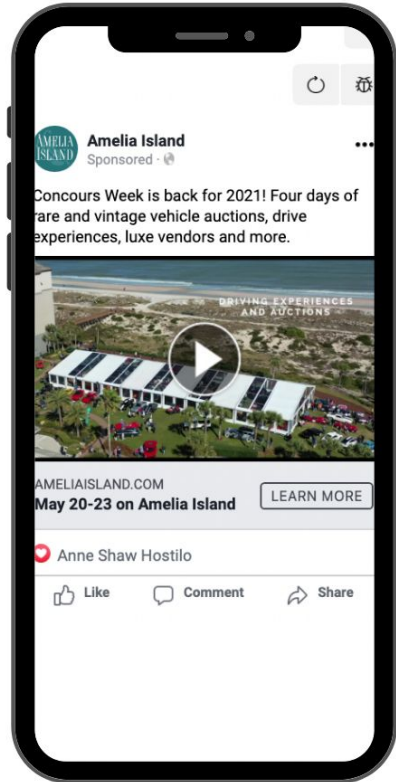 AMELIA
ISLAND
Amelia Island
Sponsored ·
Concours Week is back for 2021! Four days of
rare and vintage vehicle auctions, drive
experiences, luxe vendors and more.
DRIVING EXPERIENCES
AND AUCTIONS
AMELIAISLAND.COM
May 20-23 on Amelia Island
LEARN MORE
Anne Shaw Hostilo
Like
Comment
Share